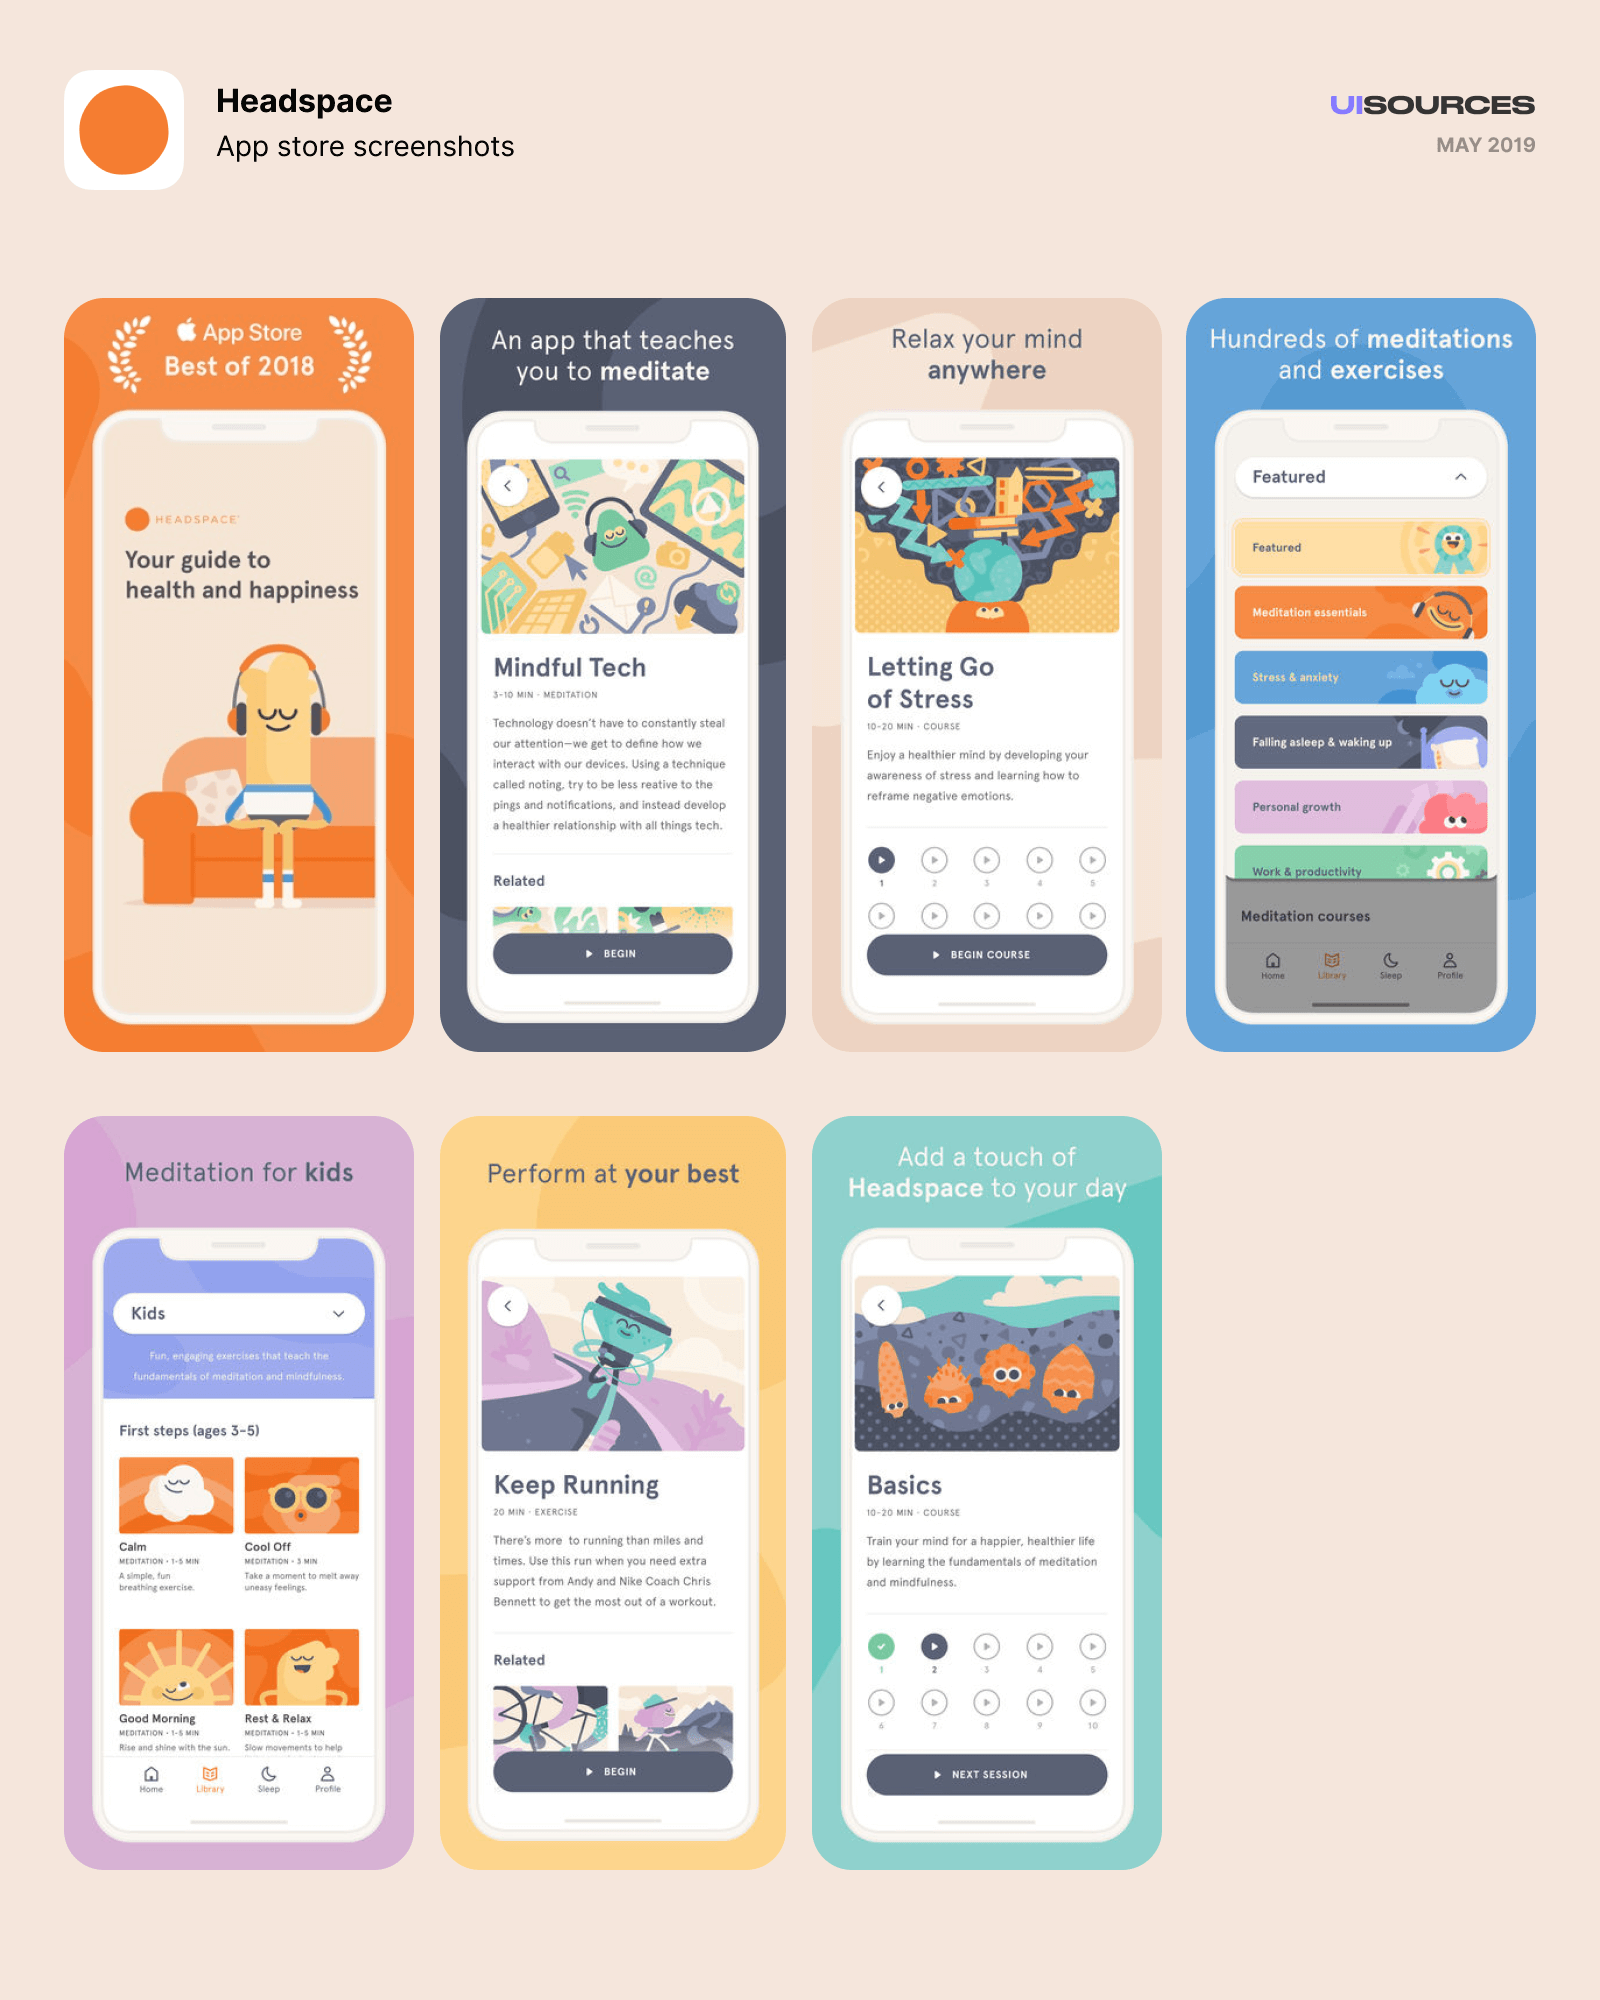 Headspace
App store screenshots
UISOURCES
MAY 2019
App Store
Best of 2018
HEADSPACE
Your guide to
health and happiness
An app that teaches
you to meditate
Mindful Tech
3-10 MIN · MEDITATION
Technology doesn't have to constantly steal
our attention—we get to define how we
interact with our devices. Using a technique
called noting, try to be less reative to the
pings and notifications, and instead develop
a healthier relationship with all things tech.
Related
BEGIN
Relax your mind
anywhere
Letting Go
of Stress
10-20 MIN · COURSE
Enjoy a healthier mind by developing your
awareness of stress and learning how to
reframe negative emotions.
1 2 3 4 5
BEGIN COURSE
Hundreds of meditations
and exercises
Featured
Featured
Meditation essentials
Stress & anxiety
Falling asleep & waking up
Personal growth
Work & productivity
Meditation courses
Home Library Sleep Profile
Meditation for kids
Kids
Fun, engaging exercises that teach the
fundamentals of meditation and mindfulness.
First steps (ages 3-5)
Calm
MEDITATION • 1-5 MIN
A simple, fun
breathing exercise.
Cool Off
MEDITATION • 3 MIN
Take a moment to melt away
uneasy feelings.
Good Morning
MEDITATION • 1-5 MIN
Rise and shine with the sun.
Rest & Relax
MEDITATION • 1-5 MIN
Slow movements to help
Home Library Sleep Profile
Perform at your best
Keep Running
20 MIN · EXERCISE
There's more to running than miles and
times. Use this run when you need extra
support from Andy and Nike Coach Chris
Bennett to get the most out of a workout.
Related
BEGIN
Add a touch of
Headspace to your day
Basics
10-20 MIN · COURSE
Train your mind for a happier, healthier life
by learning the fundamentals of meditation
and mindfulness.
1 2 3 4 5
6 7 8 9 10
NEXT SESSION